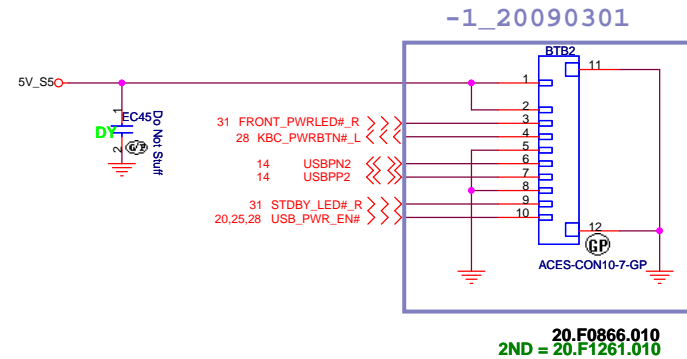 -1_20090301
BTB2
5V_S5
1
11
EC45
1
DY
2
G/P
Do Not Stuff
2
31 FRONT_PWRLED#_R
3
28 KBC_PWRBTN#_L
4
5
14 USBPN2
6
14 USBPP2
7
8
31 STDBY_LED#_R
9
20,25,28 USB_PWR_EN#
10
12
GP
ACES-CON10-7-GP
20.F0866.010
2ND = 20.F1261.010